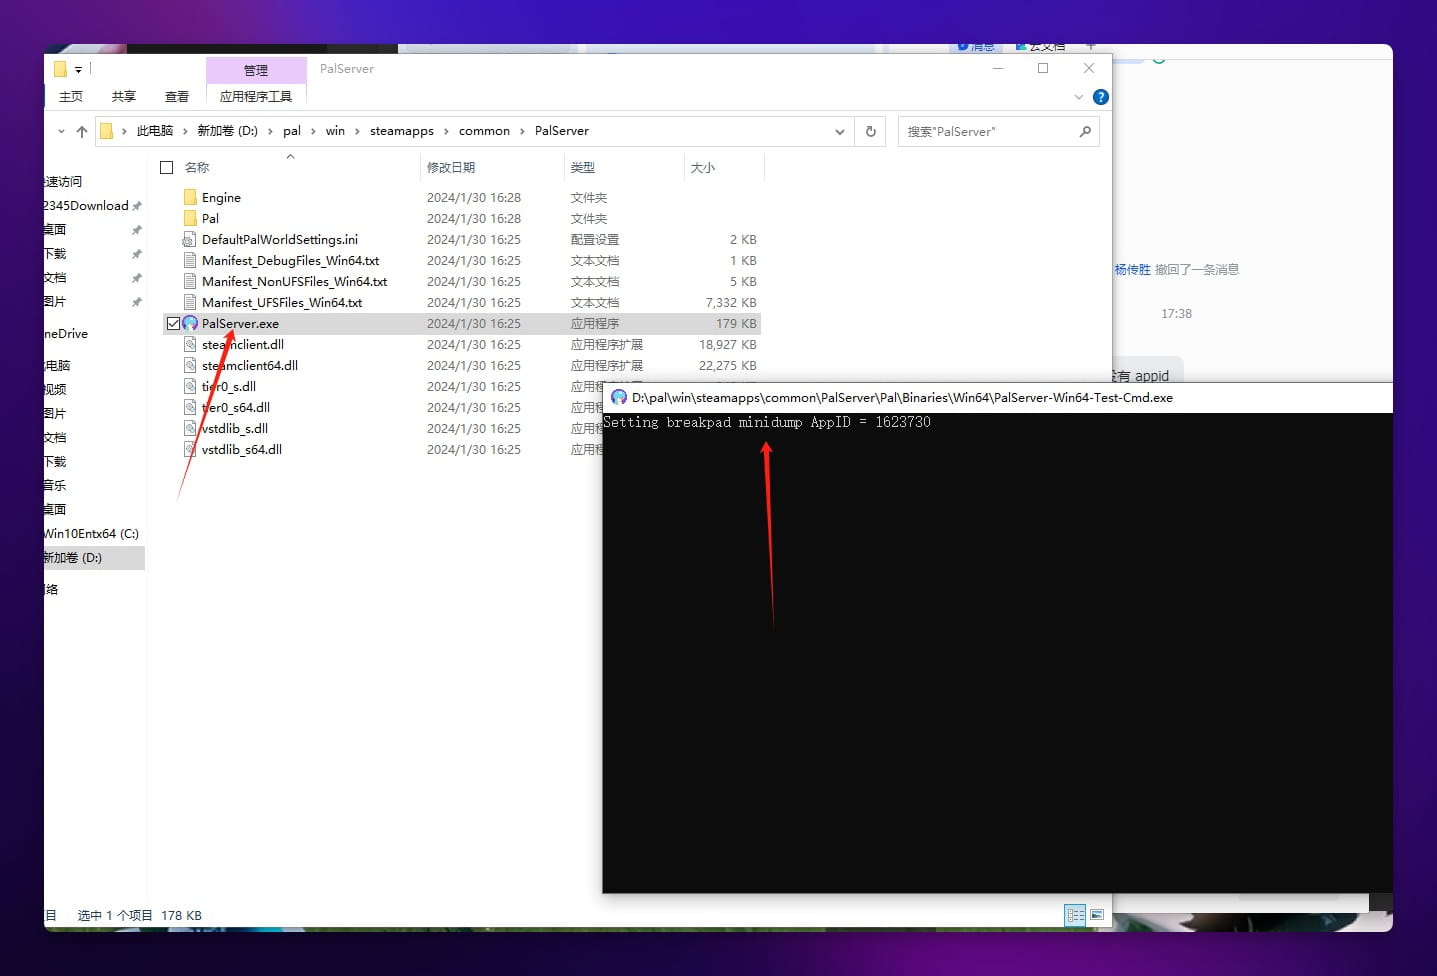 消息
云文档
管理
PalServer
主页
共享
查看
应用程序工具
此电脑
新加卷 (D:)
pal
win
steamapps
common
PalServer
搜索"PalServer"
名称
修改日期
类型
大小
速访问
2345Download
桌面
下载
文档
图片
neDrive
电脑
视频
图片
文档
下载
音乐
桌面
Win10Entx64 (C:)
新加卷 (D:)
络
Engine 2024/1/30 16:28 文件夹
Pal 2024/1/30 16:28 文件夹
DefaultPalWorldSettings.ini 2024/1/30 16:25 配置设置 2 KB
Manifest_DebugFiles_Win64.txt 2024/1/30 16:25 文本文档 1 KB
Manifest_NonUFSFiles_Win64.txt 2024/1/30 16:25 文本文档 5 KB
Manifest_UFSFiles_Win64.txt 2024/1/30 16:25 文本文档 7,332 KB
PalServer.exe 2024/1/30 16:25 应用程序 179 KB
steamclient.dll 2024/1/30 16:25 应用程序扩展 18,927 KB
steamclient64.dll 2024/1/30 16:25 应用程序扩展 22,275 KB
tier0_s.dll 2024/1/30 16:25 应用
tier0_s64.dll 2024/1/30 16:25 应用
vstdlib_s.dll 2024/1/30 16:25 应用
vstdlib_s64.dll 2024/1/30 16:25 应用
杨传胜 撤回了一条消息
17:38
没有 appid
D:\pal\win\steamapps\common\PalServer\Pal\Binaries\Win64\PalServer-Win64-Test-Cmd.exe
Setting breakpad minidump AppID = 1623730
目
选中 1 个项目 178 KB